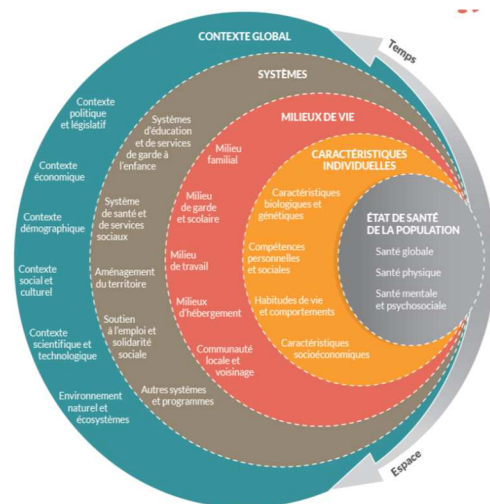 CONTEXTE GLOBAL
Temps
SYSTÈMES
MILIEUX DE VIE
CARACTÉRISTIQUES
INDIVIDUELLES
ÉTAT DE SANTÉ
DE LA POPULATION
Contexte
politique
et législatif
Contexte
économique
Contexte
démographique
Contexte
social et
culturel
Contexte
scientifique et
technologique
Environnement
naturel et
écosystèmes
Systèmes
d'éducation
et de services
de garde à
l'enfance
Système
de santé et
de services
sociaux
Aménagement
du territoire
Soutien
à l'emploi et
solidarité
sociale
Autres systèmes
et programmes
Milieu
familial
Milieu
de garde
et scolaire
Milieu
de travail
Milieux
d'hébergement
Communauté
locale et
voisinage
Caractéristiques
biologiques et
génétiques
Compétences
personnelles
et sociales
Habitudes de vie
et comportements
Caractéristiques
socioéconomiques
Santé globale
Santé physique
Santé mentale
et psychosociale
Espace